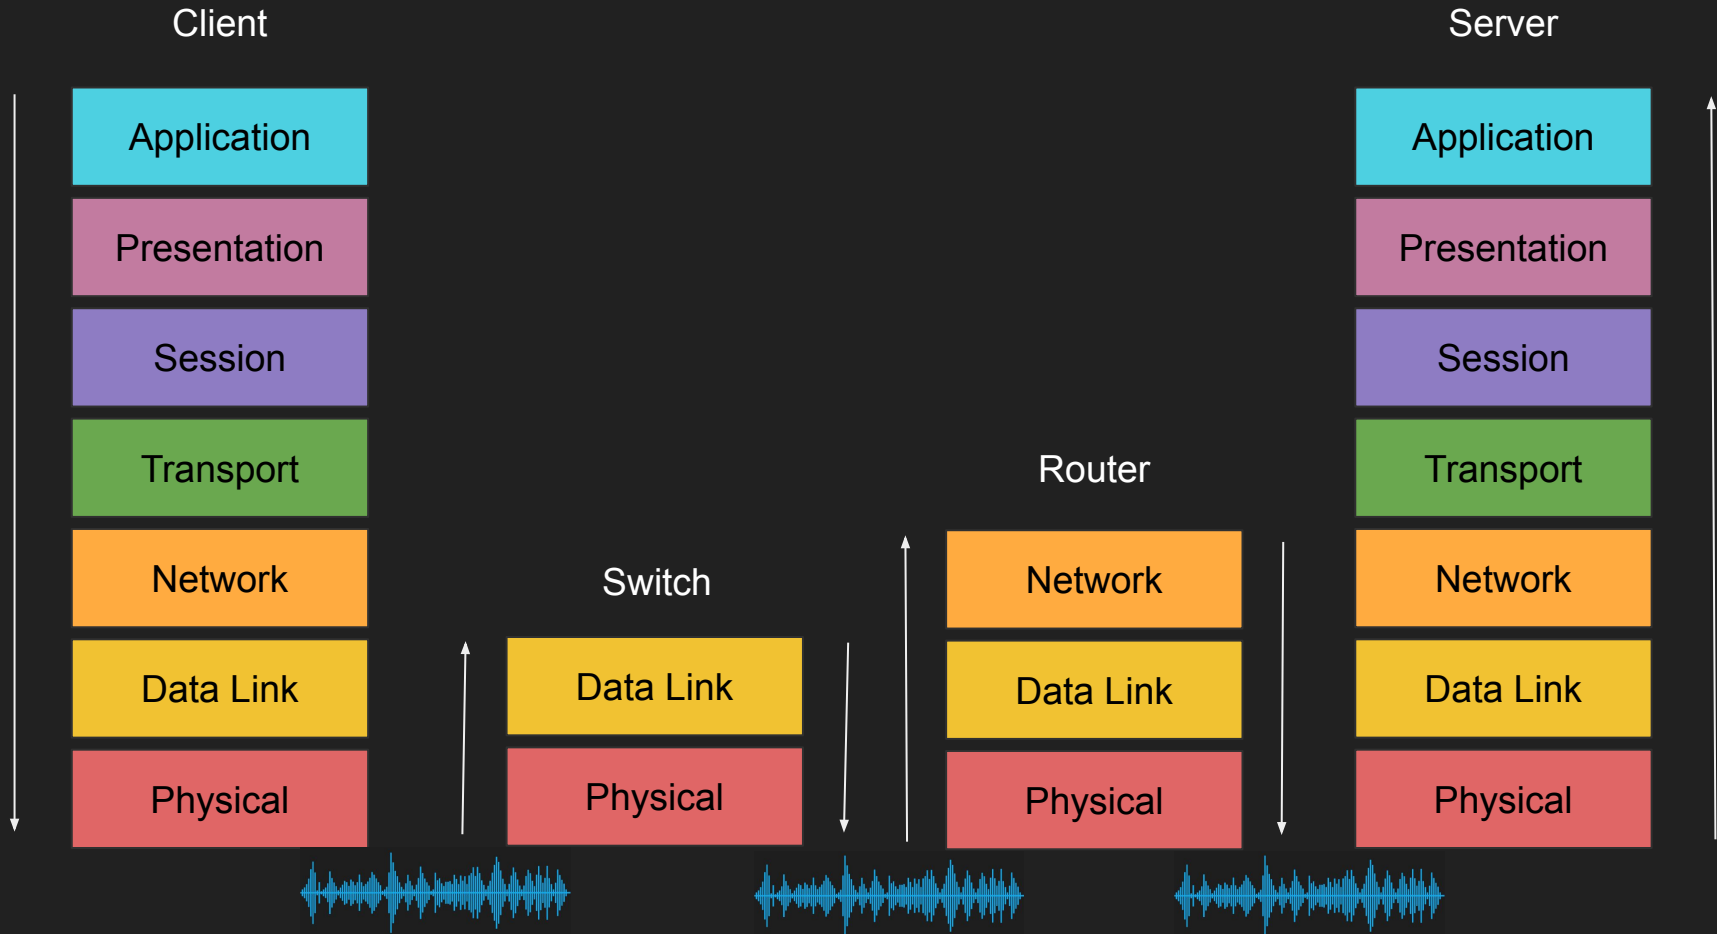 Client
Application
Presentation
Session
Transport
Network
Data Link
Physical
Switch
Data Link
Physical
Router
Network
Data Link
Physical
Server
Application
Presentation
Session
Transport
Network
Data Link
Physical